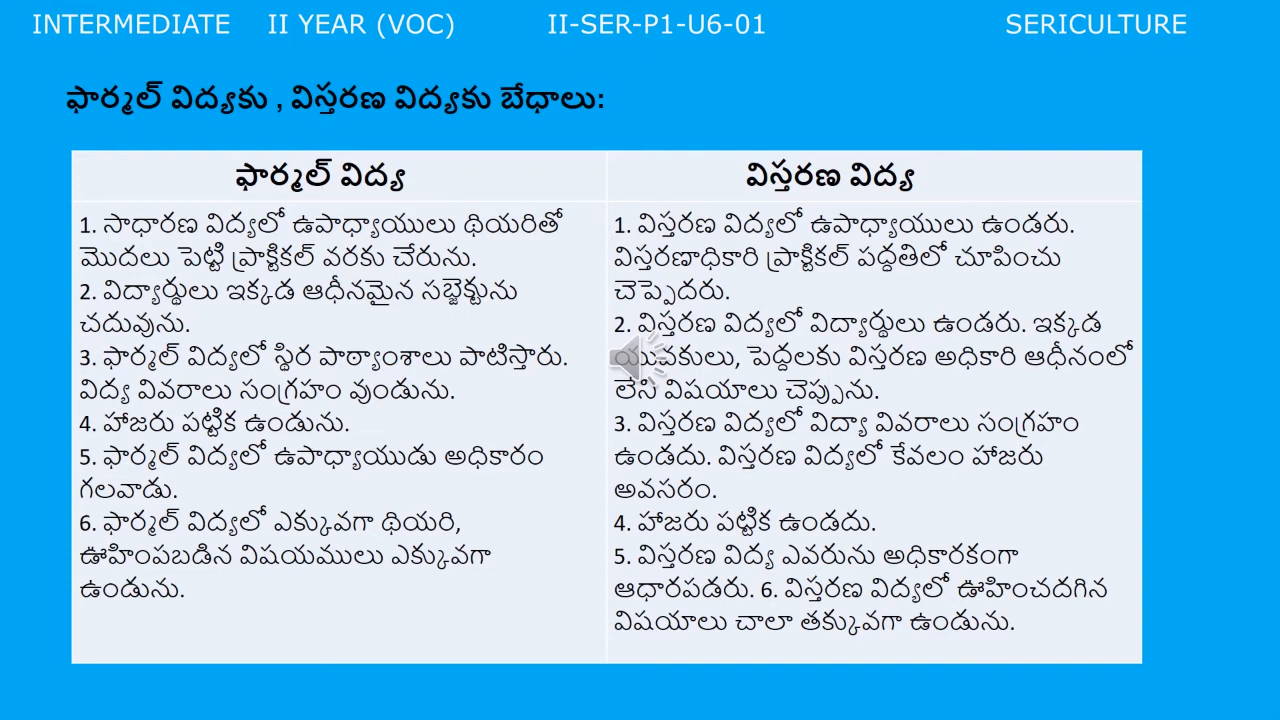 INTERMEDIATE II YEAR (VOC) II-SER-P1-U6-01 SERICULTURE
ఫార్మల్ విద్యకు , విస్తరణ విద్యకు బేధాలు:
ఫార్మల్ విద్య
1. సాధారణ విద్యలో ఉపాధ్యాయులు థియరితో
మొదలు పెట్టి ప్రాక్టికల్ వరకు చేరును.
2. విద్యార్థులు ఇక్కడ ఆధీనమైన సబ్జెక్టును
చదువును.
3. ఫార్మల్ విద్యలో స్థిర పాఠ్యాంశాలు పాటిస్తారు.
విద్య వివరాలు సంగ్రహం వుండును.
4. హాజరు పట్టిక ఉండును.
5. ఫార్మల్ విద్యలో ఉపాధ్యాయుడు అధికారం
గలవాడు.
6. ఫార్మల్ విద్యలో ఎక్కువగా థియరి,
ఊహింపబడిన విషయములు ఎక్కువగా
ఉండును.
విస్తరణ విద్య
1. విస్తరణ విద్యలో ఉపాధ్యాయులు ఉండరు.
విస్తరణాధికారి ప్రాక్టికల్ పద్దతిలో చూపించు
చెప్పెదరు.
2. విస్తరణ విద్యలో విద్యార్థులు ఉండరు. ఇక్కడ
యువకులు, పెద్దలకు విస్తరణ అధికారి ఆధీనంలో
లేని విషయాలు చెప్పును.
3. విస్తరణ విద్యలో విద్యా వివరాలు సంగ్రహం
ఉండదు. విస్తరణ విద్యలో కేవలం హాజరు
అవసరం.
4. హాజరు పట్టిక ఉండదు.
5. విస్తరణ విద్య ఎవరును అధికారకంగా
ఆధారపడరు. 6. విస్తరణ విద్యలో ఊహించదగిన
విషయాలు చాలా తక్కువగా ఉండును.